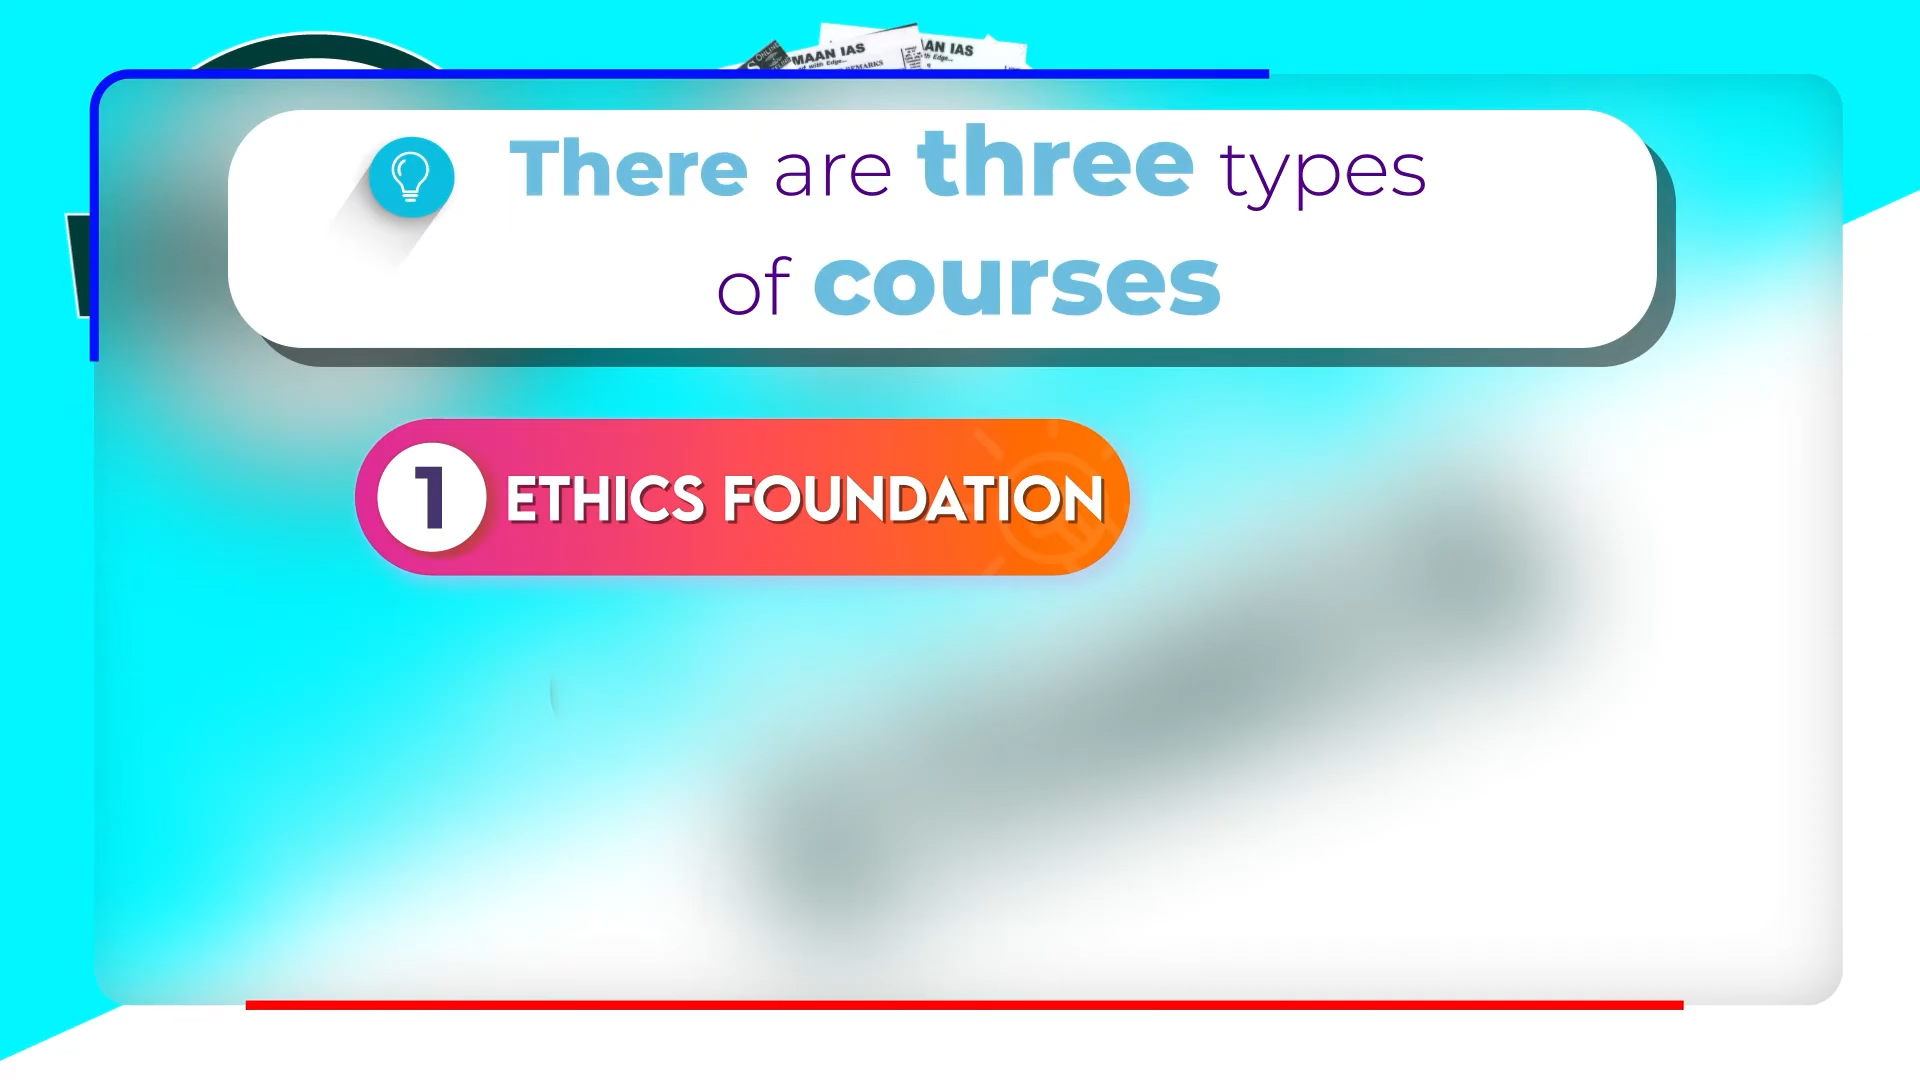 MAAN IAS
AN IAS
There are three types
of courses
1 ETHICS FOUNDATION